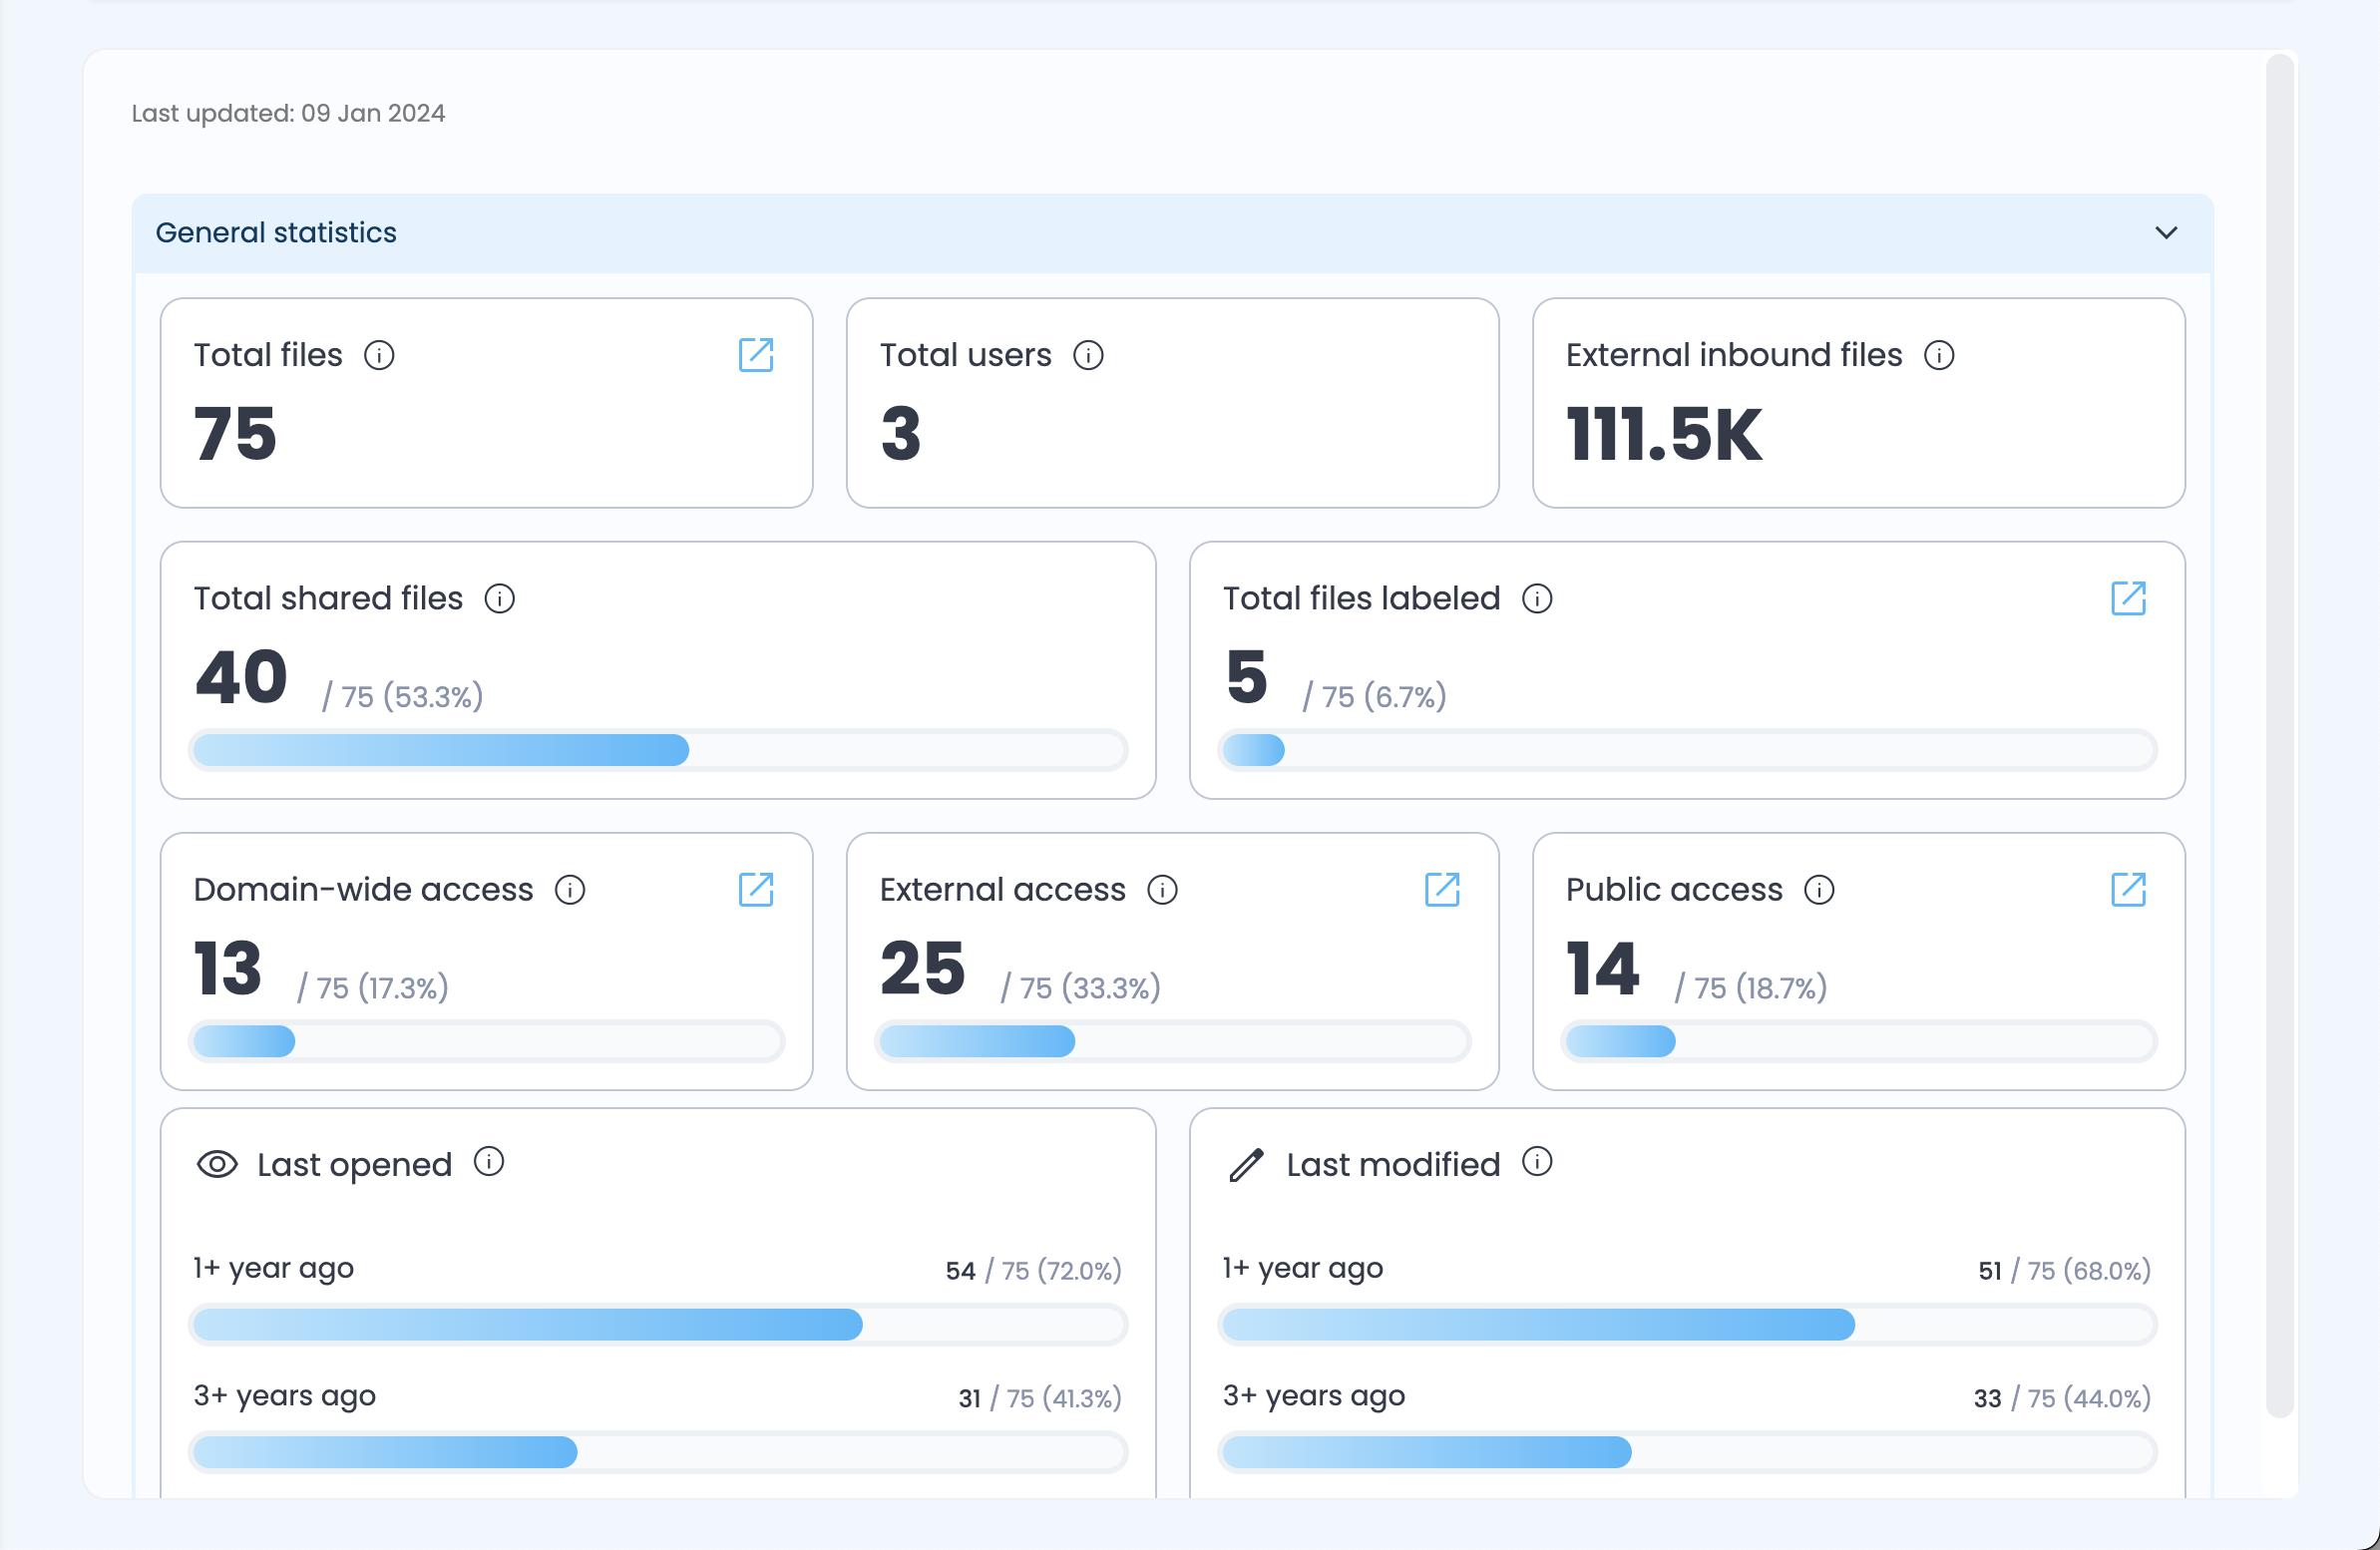 Last updated: 09 Jan 2024
General statistics
Total files
75
Total users
3
External inbound files
111.5K
Total shared files
40 / 75 (53.3%)
Total files labeled
5 / 75 (6.7%)
Domain-wide access
13 / 75 (17.3%)
External access
25 / 75 (33.3%)
Public access
14 / 75 (18.7%)
Last opened
1+ year ago 54 / 75 (72.0%)
3+ years ago 31 / 75 (41.3%)
Last modified
1+ year ago 51 / 75 (68.0%)
3+ years ago 33 / 75 (44.0%)